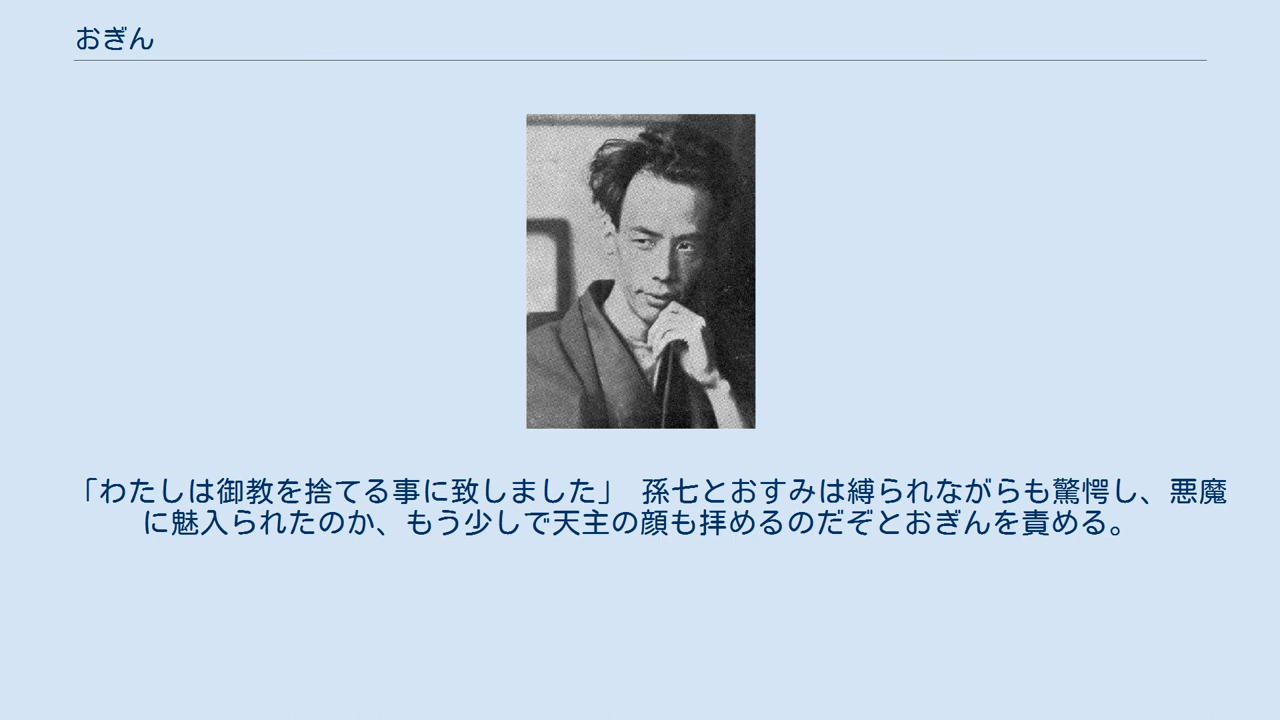 おぎん
「わたしは御教を捨てる事に致しました」 孫七とおすみは縛られながらも驚愕し、悪魔
に魅入られたのか、もう少しで天主の顔も拝めるのだぞとおぎんを責める。